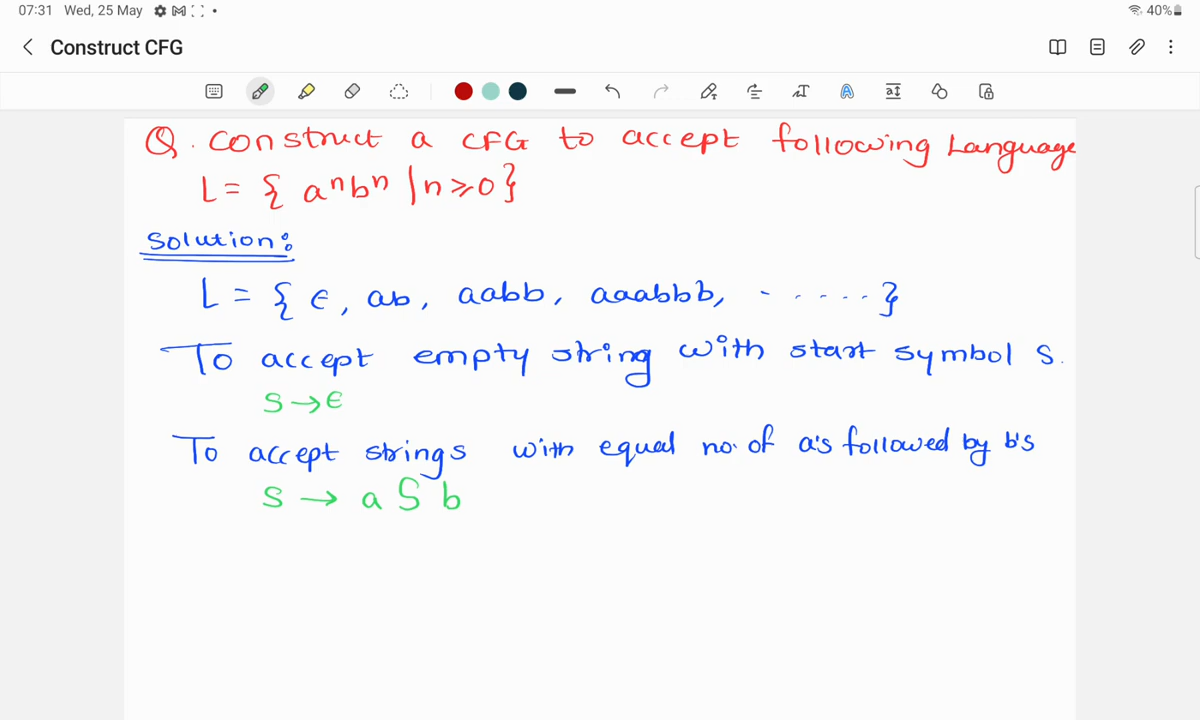 07:31 Wed, 25 May 40%
Construct CFG
Q. Construct a CFG to accept following Language
L = { aⁿbⁿ | n ≥ 0 }
Solution:
L = { ϵ, ab, aabb, aaabbb, - ..... }
To accept empty string with start symbol S.
S → ϵ
To accept strings with equal no. of a's followed by b's
S → a S b